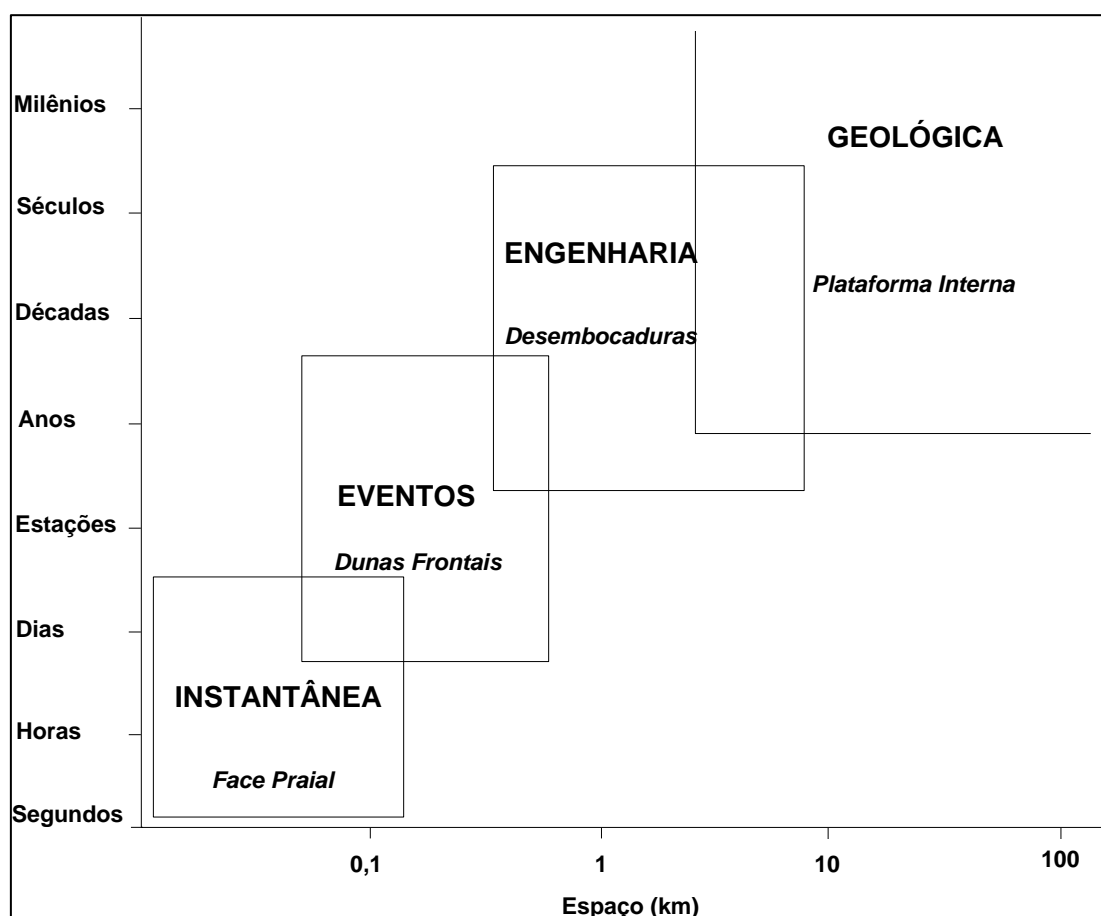 Milênios
GEOLÓGICA
Séculos
ENGENHARIA
Plataforma Interna
Décadas
Desembocaduras
Anos
EVENTOS
Estações
Dunas Frontais
Dias
INSTANTÂNEA
Horas
Face Praial
Segundos
0,1
1
10
100
Espaço (km)